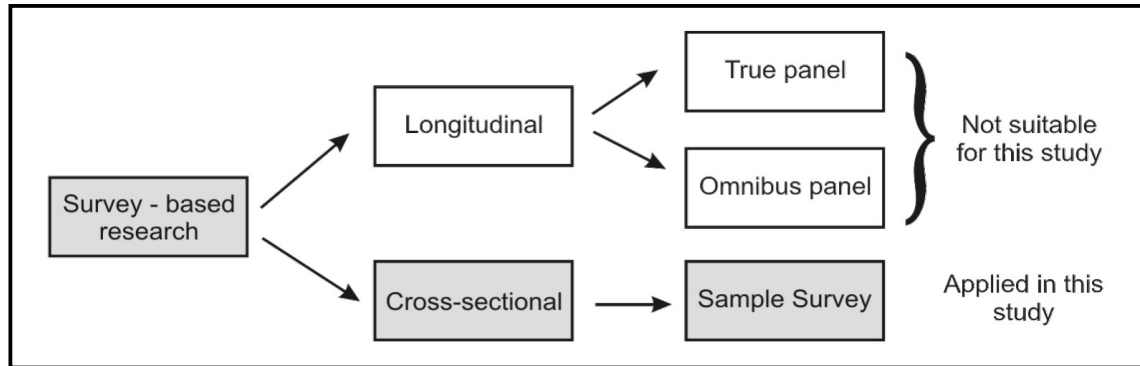 True panel
Longitudinal
Not suitable
for this study
Omnibus panel
Survey - based
research
Cross-sectional
Sample Survey
Applied in this
study